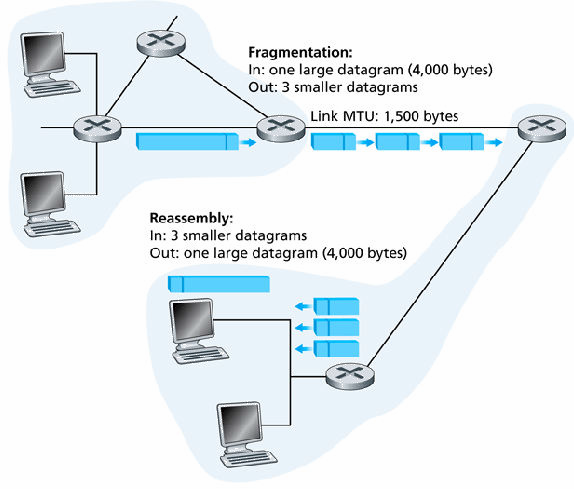 Fragmentation:
In: one large datagram (4,000 bytes)
Out: 3 smaller datagrams
Link MTU: 1,500 bytes
Reassembly:
In: 3 smaller datagrams
Out: one large datagram (4,000 bytes)